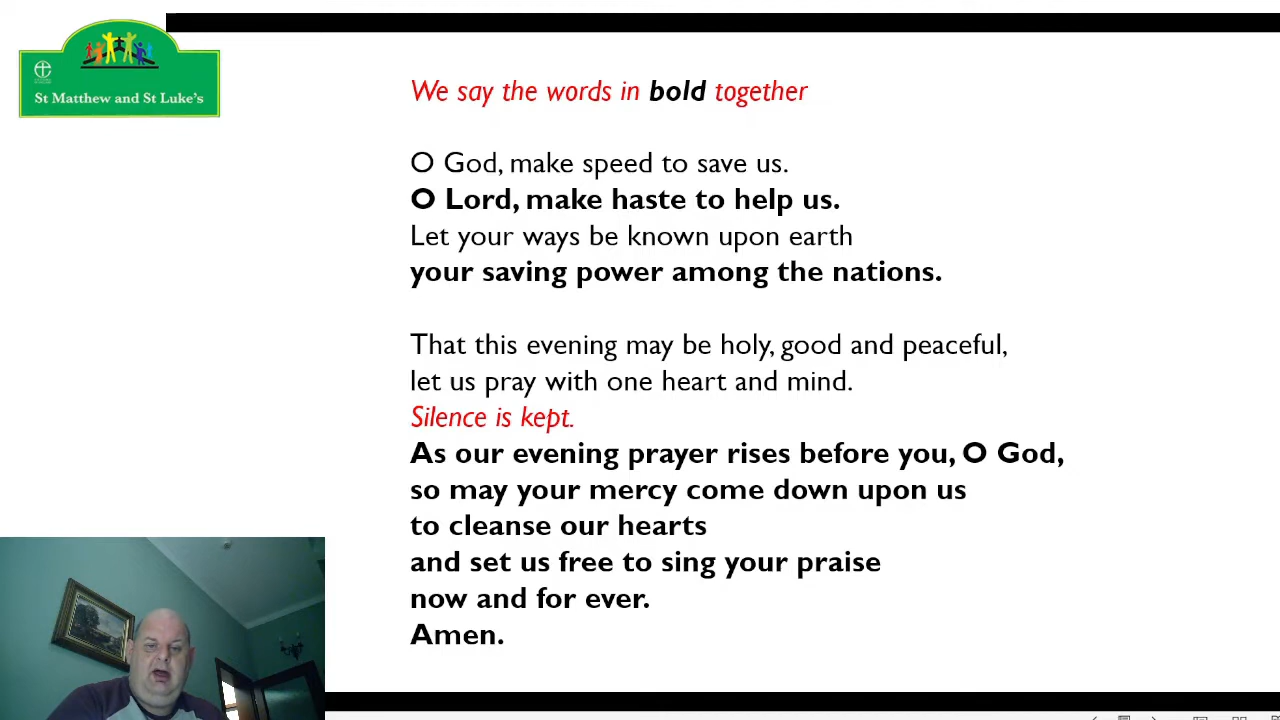 St Matthew and St Luke's
We say the words in bold together
O God, make speed to save us.
O Lord, make haste to help us.
Let your ways be known upon earth
your saving power among the nations.
That this evening may be holy, good and peaceful,
let us pray with one heart and mind.
Silence is kept.
As our evening prayer rises before you, O God,
so may your mercy come down upon us
to cleanse our hearts
and set us free to sing your praise
now and for ever.
Amen.